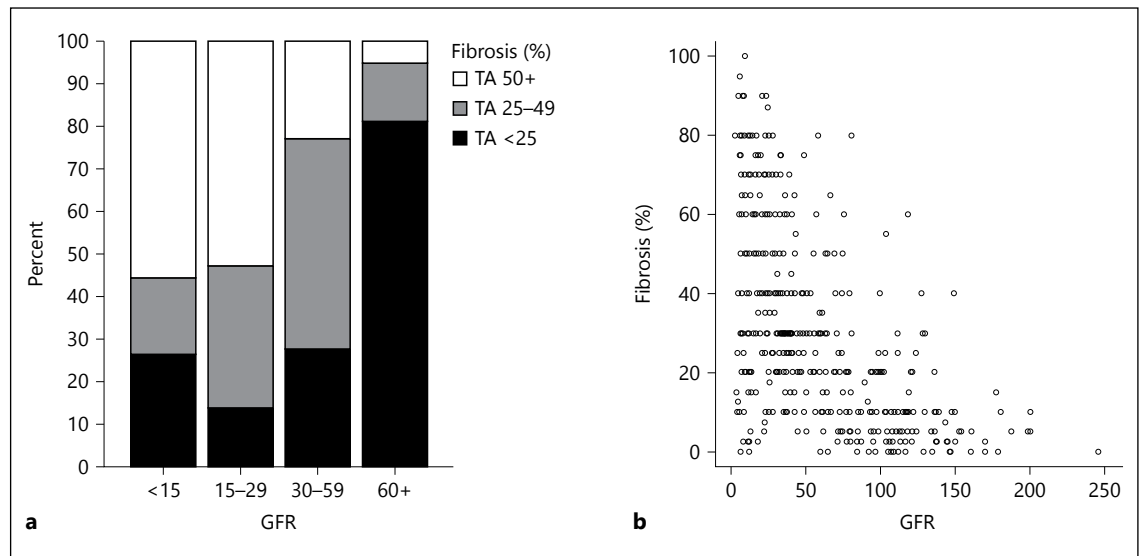 100
90
80
70
60
50
40
30
20
10
0
Percent
<15 15–29 30–59 60+
GFR
Fibrosis (%)
TA 50+
TA 25–49
TA <25
a
100
80
60
40
20
0
Fibrosis (%)
0 50 100 150 200 250
GFR
b